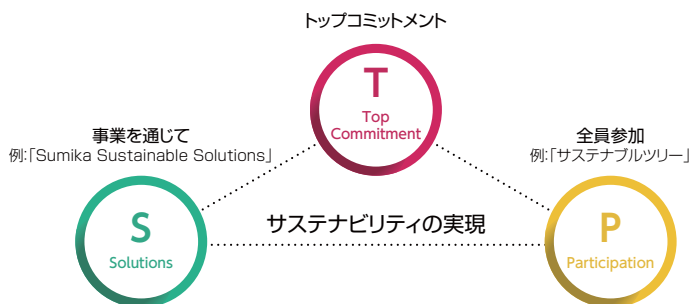 トップコミットメント
T
Top
Commitment
事業を通じて
例:「Sumika Sustainable Solutions」
全員参加
例:「サステナブルツリー」
S
Solutions
サステナビリティの実現
P
Participation